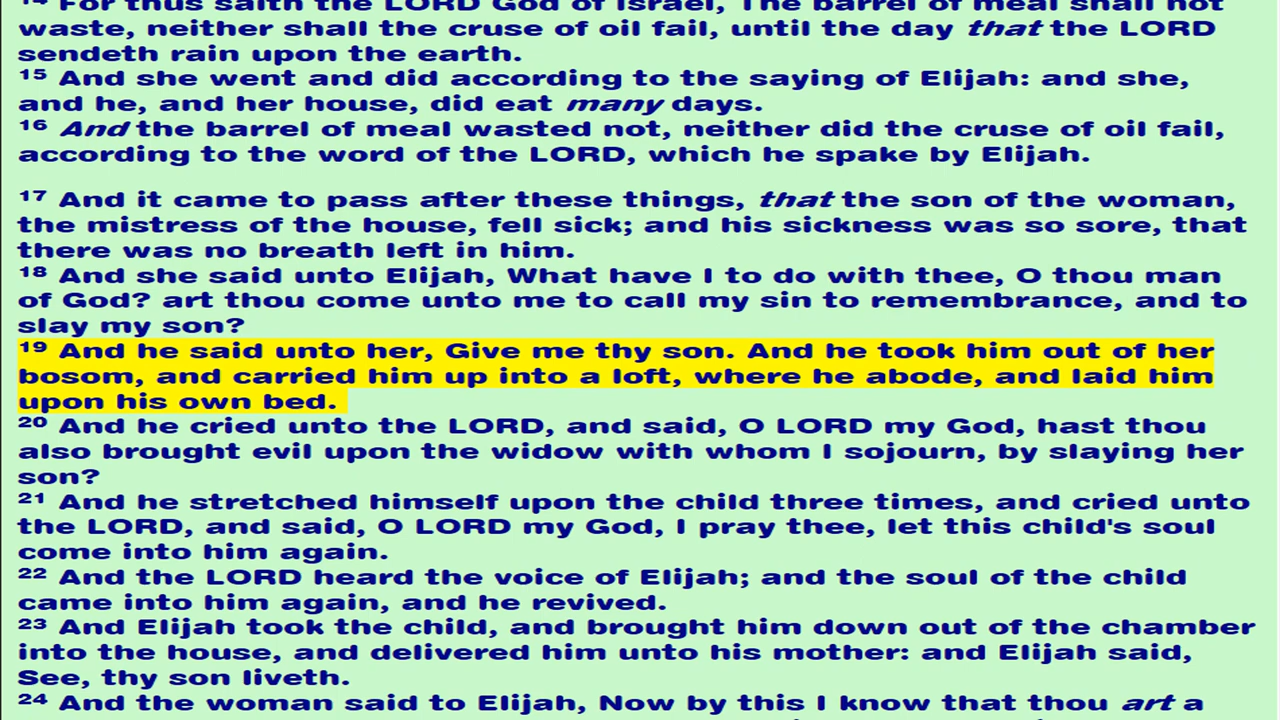 14 For thus saith the LORD God of Israel, The barrel of meal shall not
waste, neither shall the cruse of oil fail, until the day that the LORD
sendeth rain upon the earth.
15 And she went and did according to the saying of Elijah: and she,
and he, and her house, did eat many days.
16 And the barrel of meal wasted not, neither did the cruse of oil fail,
according to the word of the LORD, which he spake by Elijah.
17 And it came to pass after these things, that the son of the woman,
the mistress of the house, fell sick; and his sickness was so sore, that
there was no breath left in him.
18 And she said unto Elijah, What have I to do with thee, O thou man
of God? art thou come unto me to call my sin to remembrance, and to
slay my son?
19 And he said unto her, Give me thy son. And he took him out of her
bosom, and carried him up into a loft, where he abode, and laid him
upon his own bed.
20 And he cried unto the LORD, and said, O LORD my God, hast thou
also brought evil upon the widow with whom I sojourn, by slaying her
son?
21 And he stretched himself upon the child three times, and cried unto
the LORD, and said, O LORD my God, I pray thee, let this child's soul
come into him again.
22 And the LORD heard the voice of Elijah; and the soul of the child
came into him again, and he revived.
23 And Elijah took the child, and brought him down out of the chamber
into the house, and delivered him unto his mother: and Elijah said,
See, thy son liveth.
24 And the woman said to Elijah, Now by this I know that thou art a